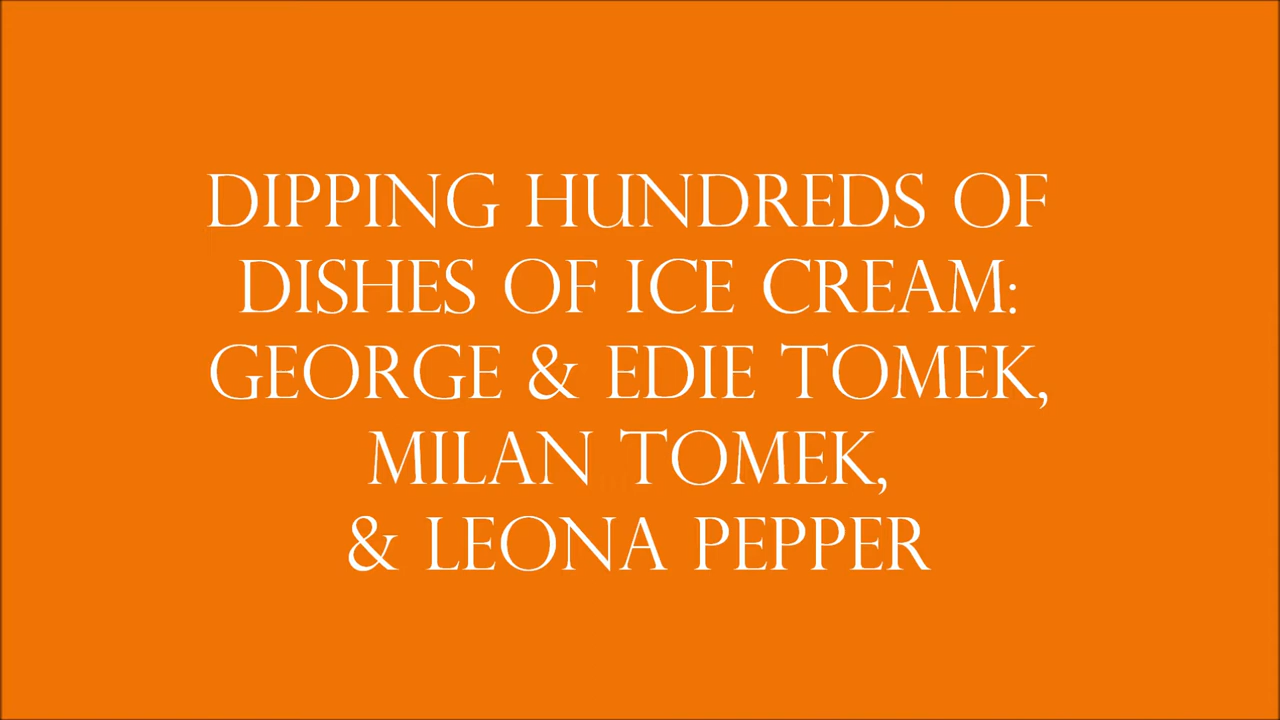 DIPPING HUNDREDS OF
DISHES OF ICE CREAM:
GEORGE & EDIE TOMEK,
MILAN TOMEK,
& LEONA PEPPER